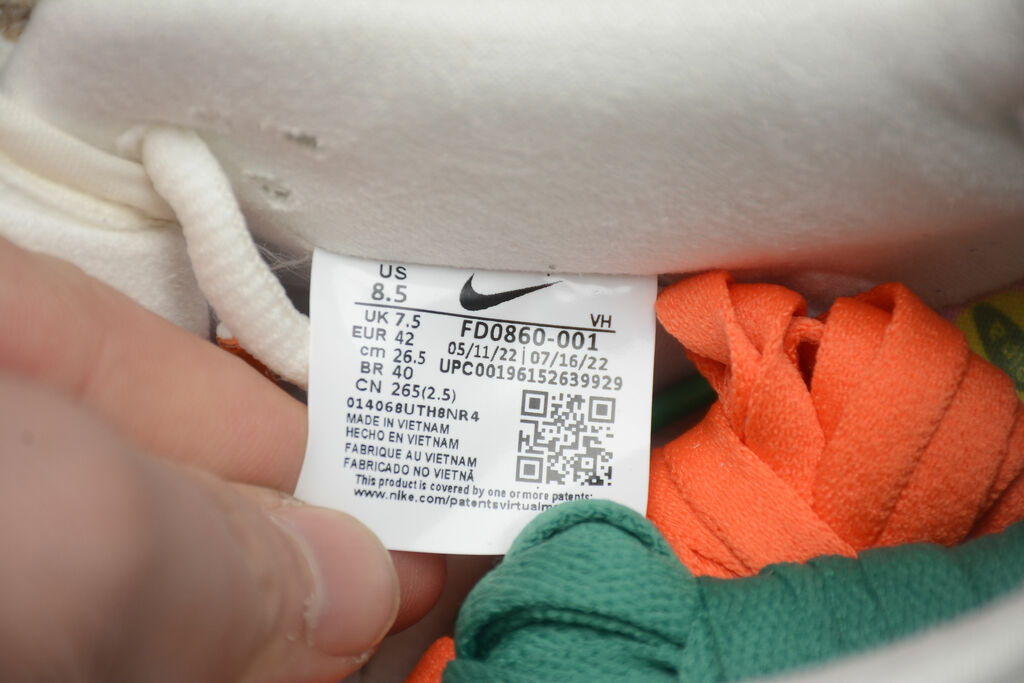 US
8.5
VH
UK 7.5
EUR 42
cm 26.5
BR 40
CN 265(2.5)
FD0860-001
05/11/22 | 07/16/22
UPC00196152639929
014068UTH8NR4
MADE IN VIETNAM
HECHO EN VIETNAM
FABRIQUE AU VIETNAM
FABRICADO NO VIETNÃ
This product is covered by one or more patents:
www.nike.com/patentsvirtualm